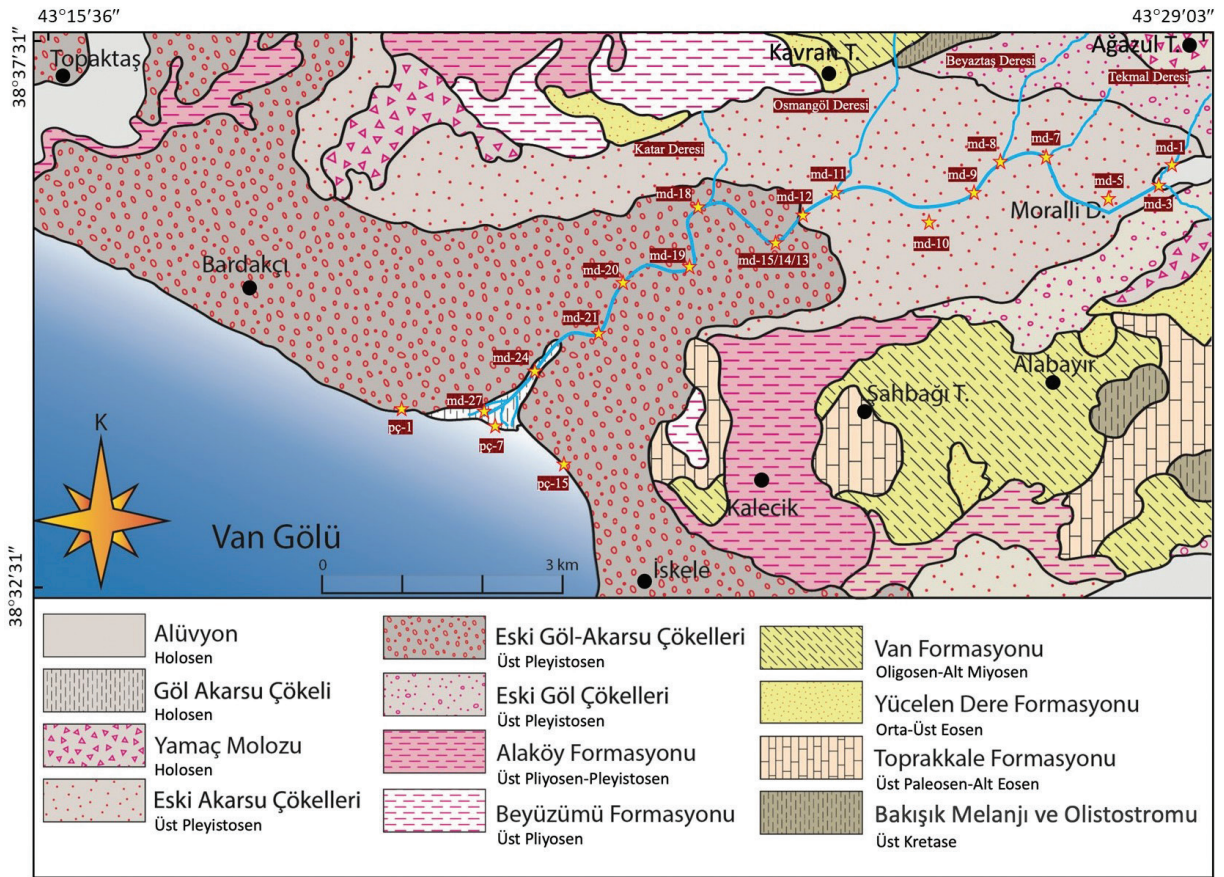 43°15′36″
43°29′03″
38°37′31″
Topaktaş
Kavran T.
Ağazul T.
Beyaztaş Deresi
Tekmal Deresi
Osmangöl Deresi
Katar Deresi
md-8
md-7
md-1
md-11
md-9
md-5
md-18
md-12
md-3
Moralli D.
md-10
md-19
md-15/14/13
Bardakçı
md-20
md-21
md-24
Alabayır
Şahbağı T.
md-27
pç-1
pç-7
K
pç-15
Kalecik
Van Gölü
0
3 km
İskele
38°32′31″
Alüvyon
Holosen
Göl Akarsu Çökeli
Holosen
Yamaç Molozu
Holosen
Eski Akarsu Çökelleri
Üst Pleyistosen
Eski Göl-Akarsu Çökelleri
Üst Pleyistosen
Eski Göl Çökelleri
Üst Pleyistosen
Alaköy Formasyonu
Üst Pliyosen-Pleyistosen
Beyüzümü Formasyonu
Üst Pliyosen
Van Formasyonu
Oligosen-Alt Miyosen
Yücelen Dere Formasyonu
Orta-Üst Eosen
Toprakkale Formasyonu
Üst Paleosen-Alt Eosen
Bakışık Melanjı ve Olistostromu
Üst Kretase